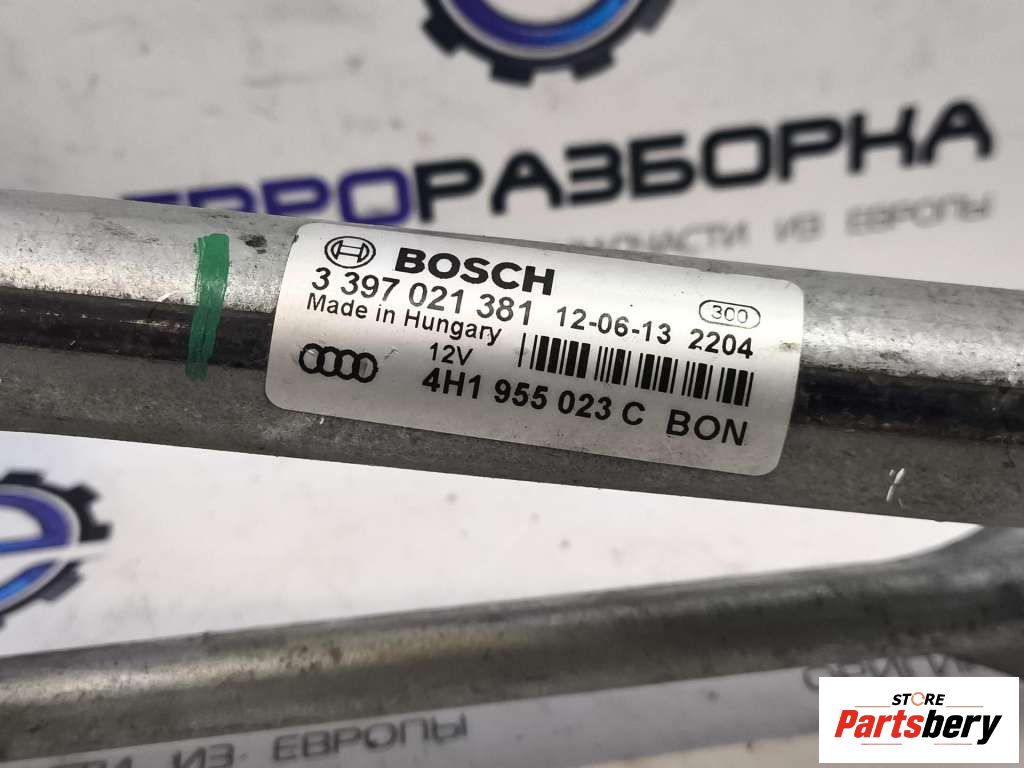 ЕВРОРАЗБОРКА
ЗАПЧАСТИ ИЗ ЕВРОПЫ
BOSCH
3 397 021 381 12-06-13 2204
300
Made in Hungary
12V
4H1 955 023 C BON
ИЗ ЕВРОПЫ
STORE
Partsbery